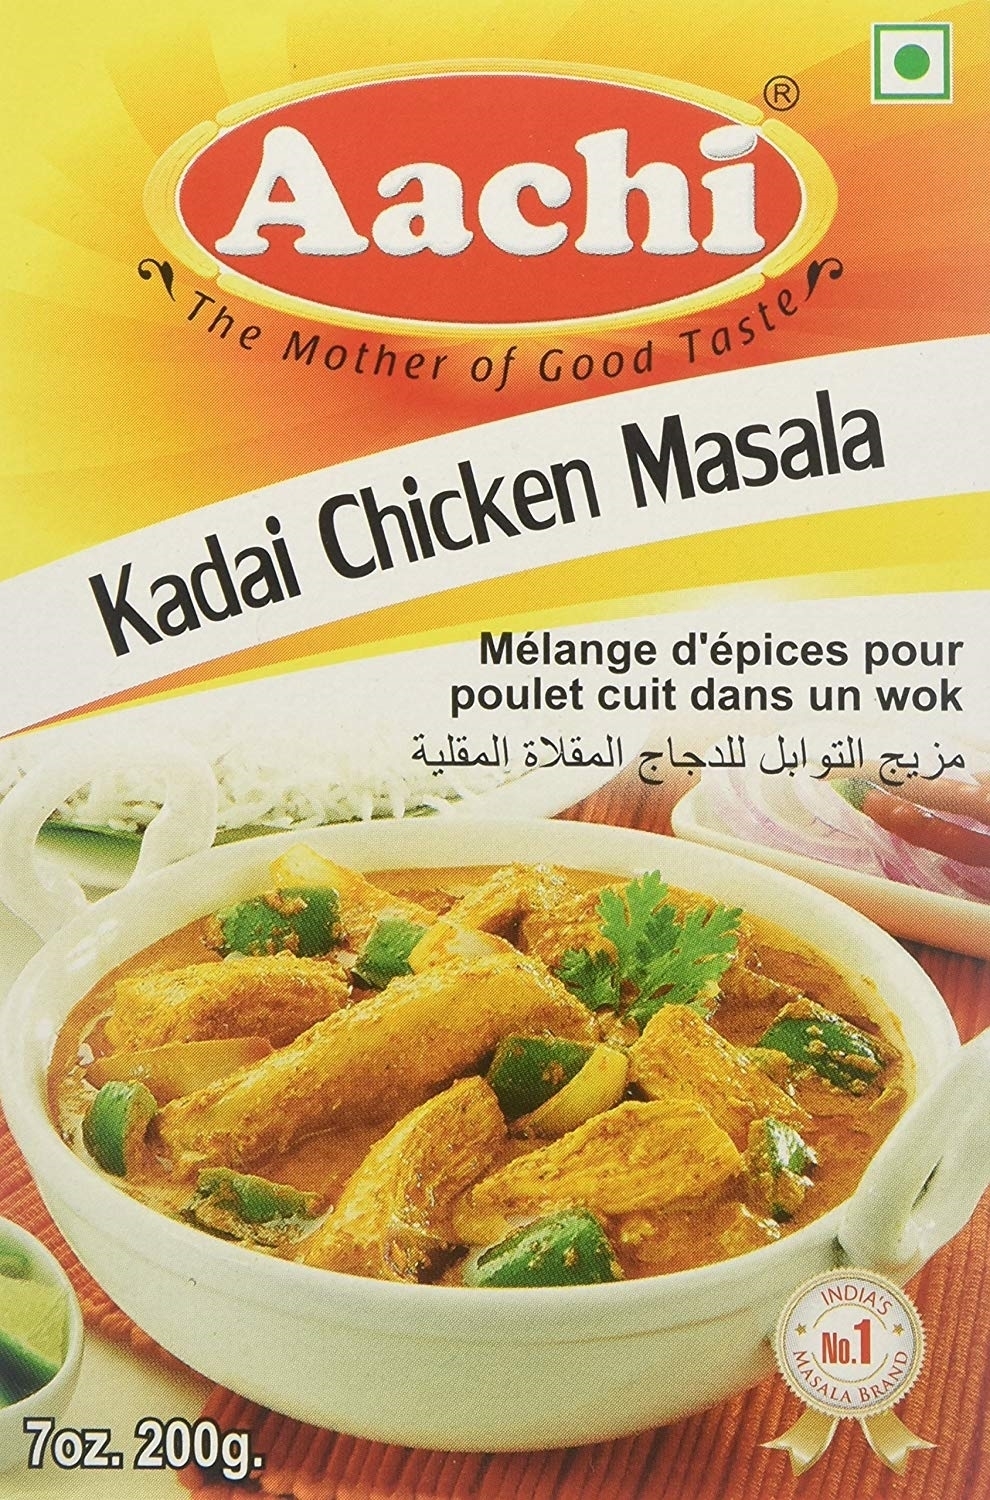 Aachi ®
The Mother of Good Taste
Kadai Chicken Masala
Mélange d'épices pour
poulet cuit dans un wok
مزيج التوابل للدجاج المقلاة المقلية
INDIA'S
No.1
MASALA BRAND
7oz. 200g.